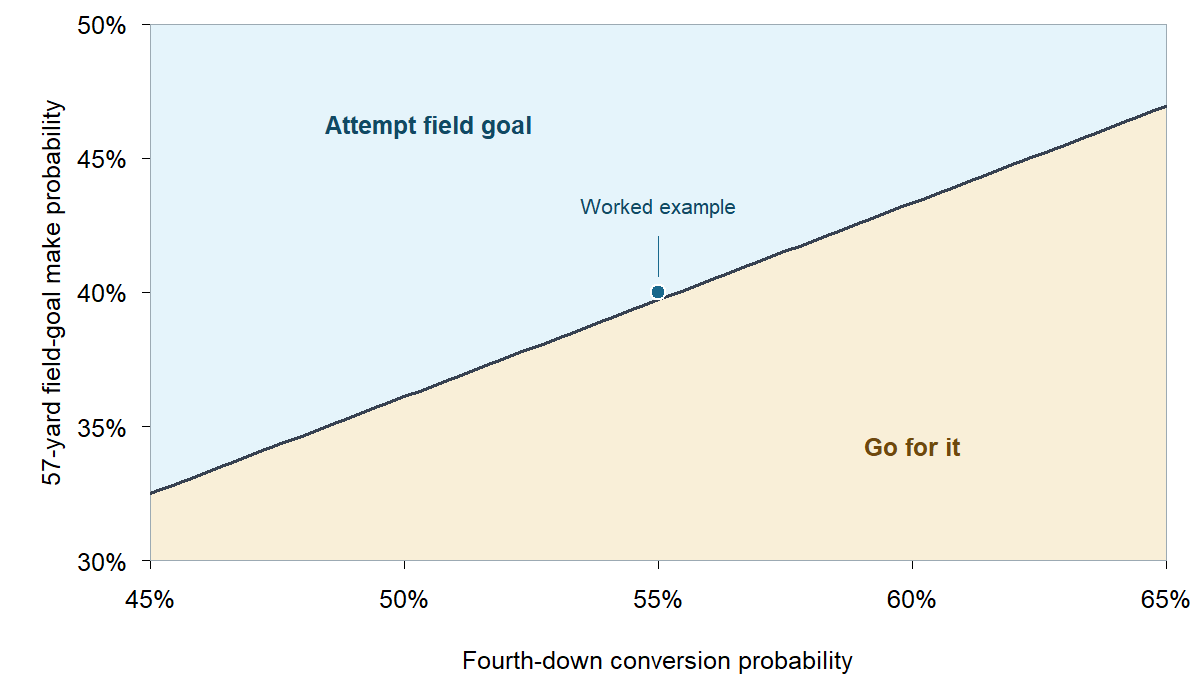 50%
Attempt field goal
45%
Worked example
40%
57-yard field-goal make probability
35%
Go for it
30%
45%
50%
55%
60%
65%
Fourth-down conversion probability